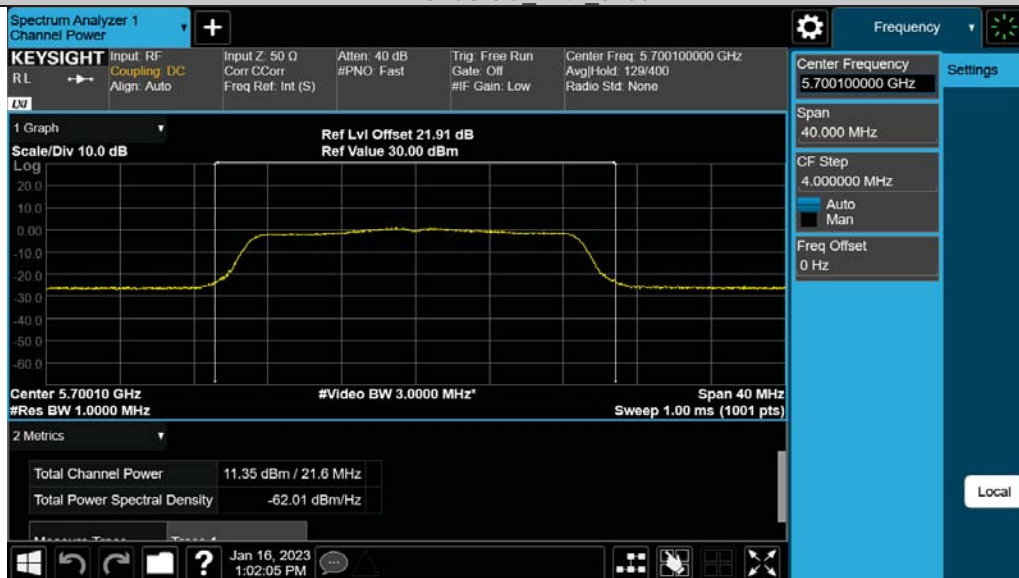 Spectrum Analyzer 1
Channel Power
+
Frequency
KEYSIGHT
RL
LXI
Input: RF
Coupling: DC
Align: Auto
Input Z: 50 Ω
Corr CCorr
Freq Ref: Int (S)
Atten: 40 dB
#PNO: Fast
Trig: Free Run
Gate: Off
#IF Gain: Low
Center Freq: 5.700100000 GHz
Avg|Hold: 129/400
Radio Std: None
Center Frequency
5.700100000 GHz
Settings
Span
40.000 MHz
CF Step
4.000000 MHz
Auto
Man
Freq Offset
0 Hz
Local
1 Graph
Scale/Div 10.0 dB
Ref Lvl Offset 21.91 dB
Ref Value 30.00 dBm
Log
20.0
10.0
0.00
-10.0
-20.0
-30.0
-40.0
-50.0
-60.0
Center 5.70010 GHz
#Res BW 1.0000 MHz
#Video BW 3.0000 MHz*
Span 40 MHz
Sweep 1.00 ms (1001 pts)
2 Metrics
Total Channel Power 11.35 dBm / 21.6 MHz
Total Power Spectral Density -62.01 dBm/Hz
?
Jan 16, 2023
1:02:05 PM